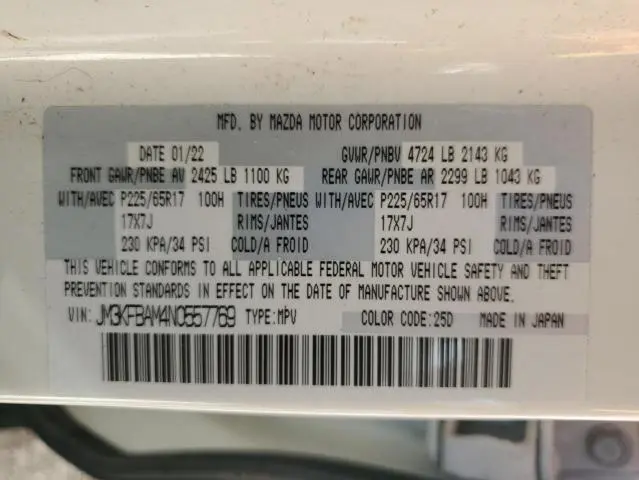 MFD. BY MAZDA MOTOR CORPORATION
DATE 01/22 GVWR/PNBV 4724 LB 2143 KG
FRONT GAWR/PNBE AV 2425 LB 1100 KG REAR GAWR/PNBE AR 2299 LB 1043 KG
WITH/AVEC P225/65R17 100H TIRES/PNEUS WITH/AVEC P225/65R17 100H TIRES/PNEUS
17X7J RIMS/JANTES 17X7J RIMS/JANTES
230 KPA/34 PSI COLD/A FROID 230 KPA/34 PSI COLD/A FROID
THIS VEHICLE CONFORMS TO ALL APPLICABLE FEDERAL MOTOR VEHICLE SAFETY AND THEFT
PREVENTION STANDARDS IN EFFECT ON THE DATE OF MANUFACTURE SHOWN ABOVE.
VIN: JM3KFBAM4N0557769 TYPE:MPV COLOR CODE:25D MADE IN JAPAN